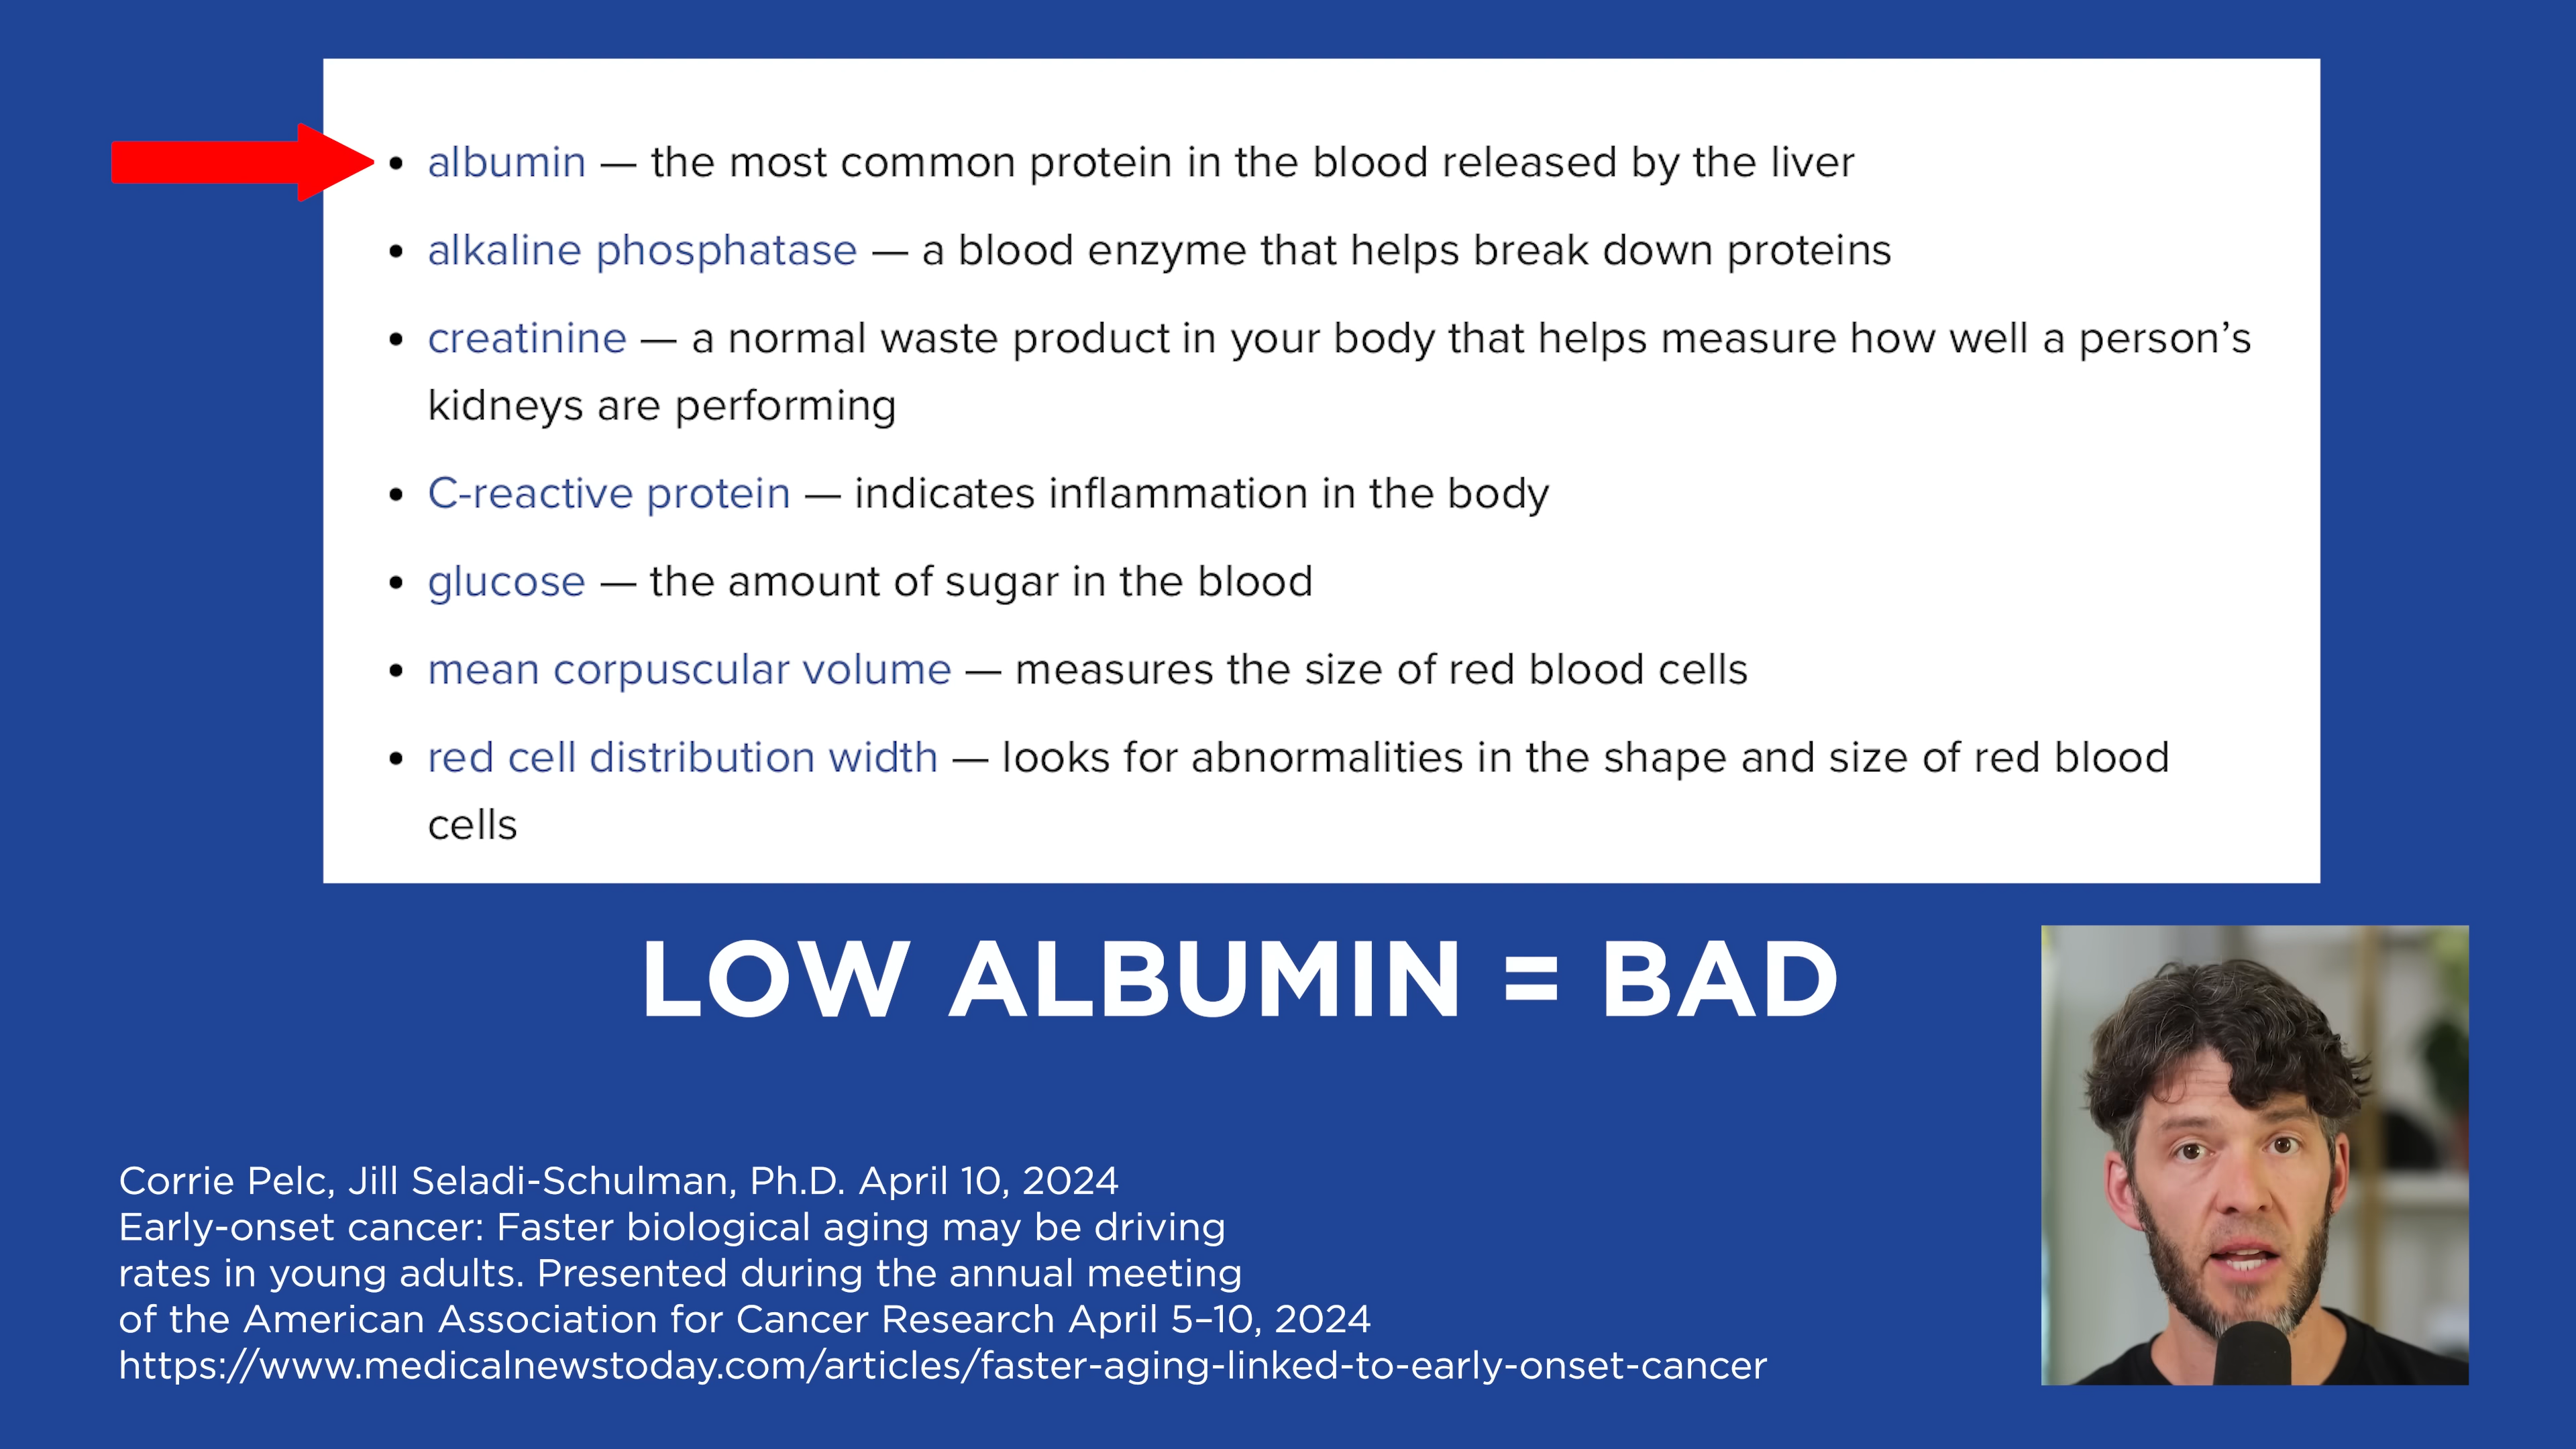 • albumin — the most common protein in the blood released by the liver
• alkaline phosphatase — a blood enzyme that helps break down proteins
• creatinine — a normal waste product in your body that helps measure how well a person’s
kidneys are performing
• C-reactive protein — indicates inflammation in the body
• glucose — the amount of sugar in the blood
• mean corpuscular volume — measures the size of red blood cells
• red cell distribution width — looks for abnormalities in the shape and size of red blood
cells
LOW ALBUMIN = BAD
Corrie Pelc, Jill Seladi-Schulman, Ph.D. April 10, 2024
Early-onset cancer: Faster biological aging may be driving
rates in young adults. Presented during the annual meeting
of the American Association for Cancer Research April 5–10, 2024
https://www.medicalnewstoday.com/articles/faster-aging-linked-to-early-onset-cancer